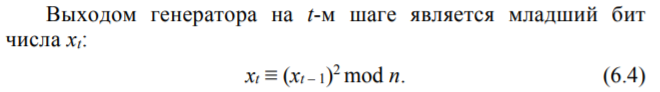 Выходом генератора на t-м шаге является младший бит
числа xₜ:
xₜ ≡ (xₜ₋₁)² mod n. (6.4)